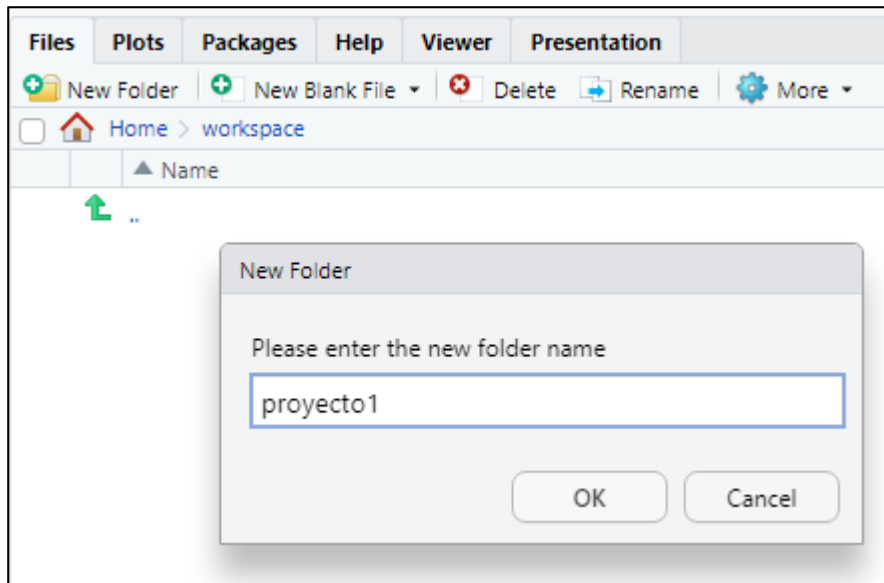 Files Plots Packages Help Viewer Presentation
New Folder New Blank File Delete Rename More
Home > workspace
Name
..
New Folder
Please enter the new folder name
proyecto1
OK Cancel